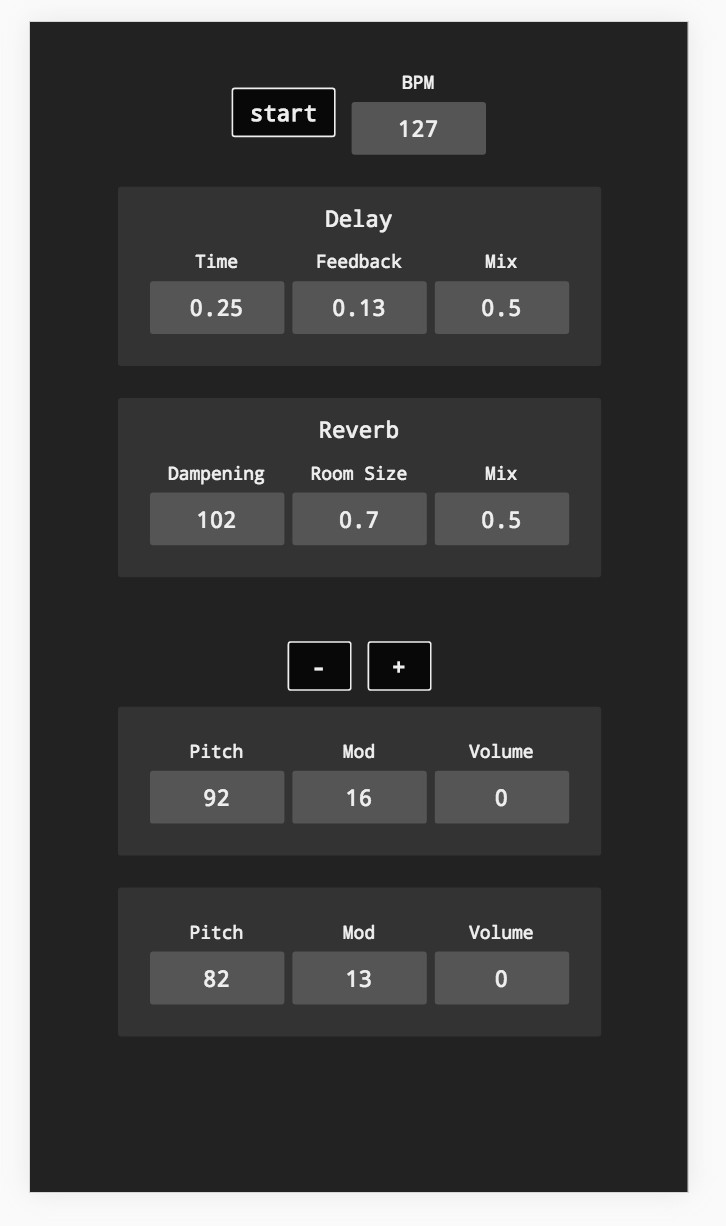 BPM
start
127
Delay
Time Feedback Mix
0.25 0.13 0.5
Reverb
Dampening Room Size Mix
102 0.7 0.5
- +
Pitch Mod Volume
92 16 0
Pitch Mod Volume
82 13 0